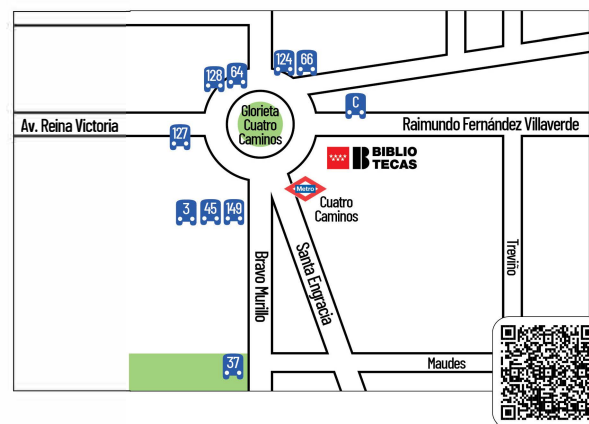 124 66
128 64
C
Glorieta
Cuatro
Caminos
Av. Reina Victoria
Raimundo Fernández Villaverde
127
BIBLIO
TECAS
Metro
Cuatro
Caminos
3 45 149
Bravo Murillo
Santa Engracia
Treviño
37
Maudes